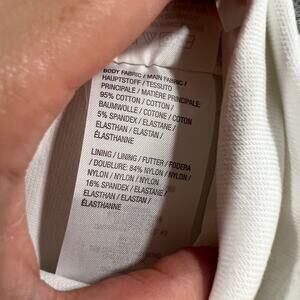 BODY FABRIC / MAIN FABRIC /
HAUPTSTOFF / TESSUTO
PRINCIPALE / MATIÈRE PRINCIPALE:
95% COTTON / COTTON /
BAUMWOLLE / COTONE / COTON
5% SPANDEX / ELASTANE /
ELASTHAN / ELASTAN /
ÉLASTHANNE
LINING / LINING / FUTTER / FODERA
/ DOUBLURE: 84% NYLON / NYLON /
NYLON / NYLON / NYLON
16% SPANDEX / ELASTANE /
ELASTHAN / ELASTAN /
ÉLASTHANNE